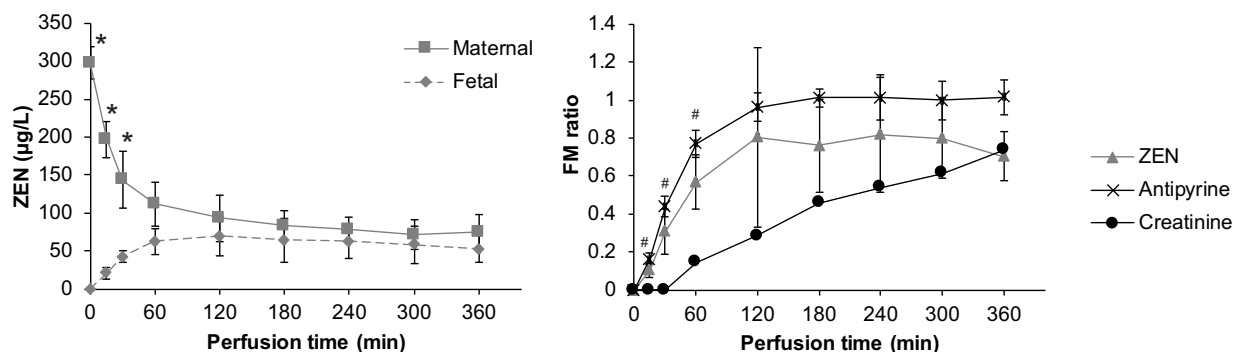 350
300
250
200
150
100
50
0
ZEN (µg/L)
* * *
Maternal
Fetal
0 60 120 180 240 300 360
Perfusion time (min)
1.4
1.2
1
0.8
0.6
0.4
0.2
0
FM ratio
# # #
ZEN
Antipyrine
Creatinine
0 60 120 180 240 300 360
Perfusion time (min)